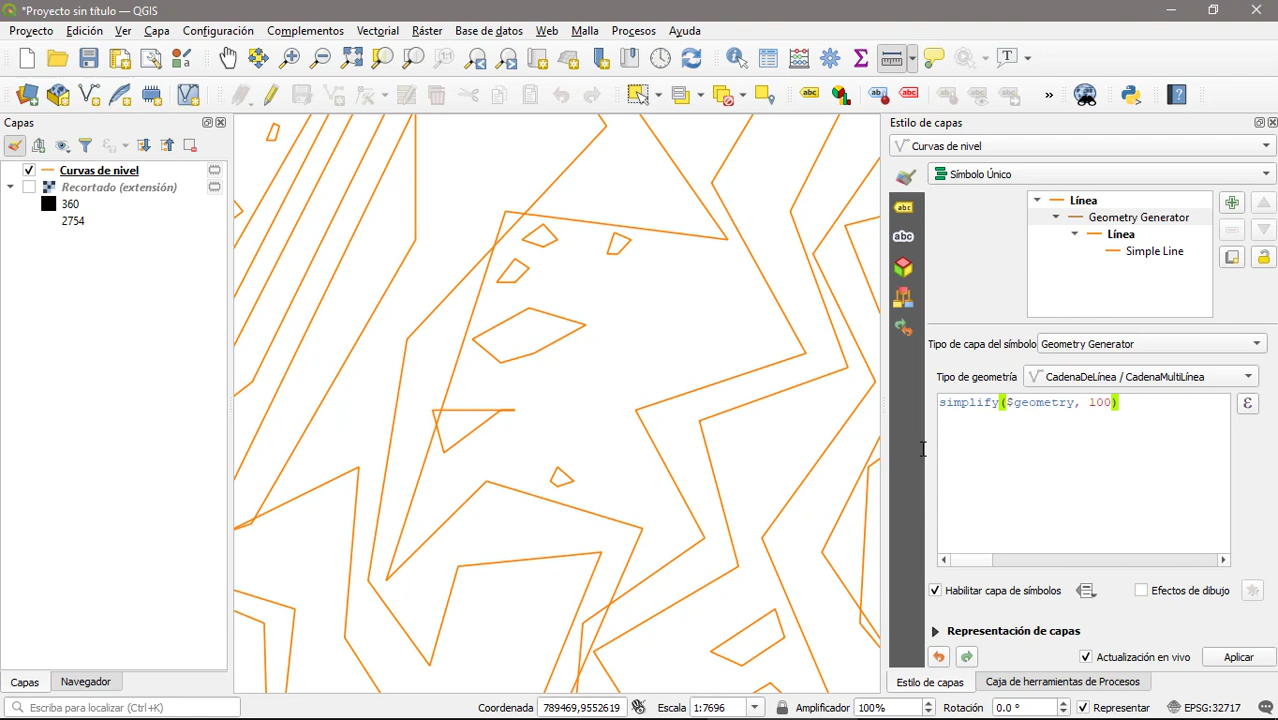 *Proyecto sin título — QGIS
Proyecto Edición Ver Capa Configuración Complementos Vectorial Ráster Base de datos Web Malla Procesos Ayuda
Capas
Curvas de nivel
Recortado (extensión)
360
2754
Capas Navegador
Estilo de capas
Curvas de nivel
Símbolo Único
Línea
Geometry Generator
Línea
Simple Line
Tipo de capa del símbolo Geometry Generator
Tipo de geometría CadenaDeLínea / CadenaMultiLínea
simplify($geometry, 100)
ε
Habilitar capa de símbolos Efectos de dibujo
Representación de capas
Actualización en vivo Aplicar
Estilo de capas Caja de herramientas de Procesos
Escriba para localizar (Ctrl+K) Coordenada 789469,9552619 Escala 1:7696 Amplificador 100% Rotación 0.0 ° Representar EPSG:32717